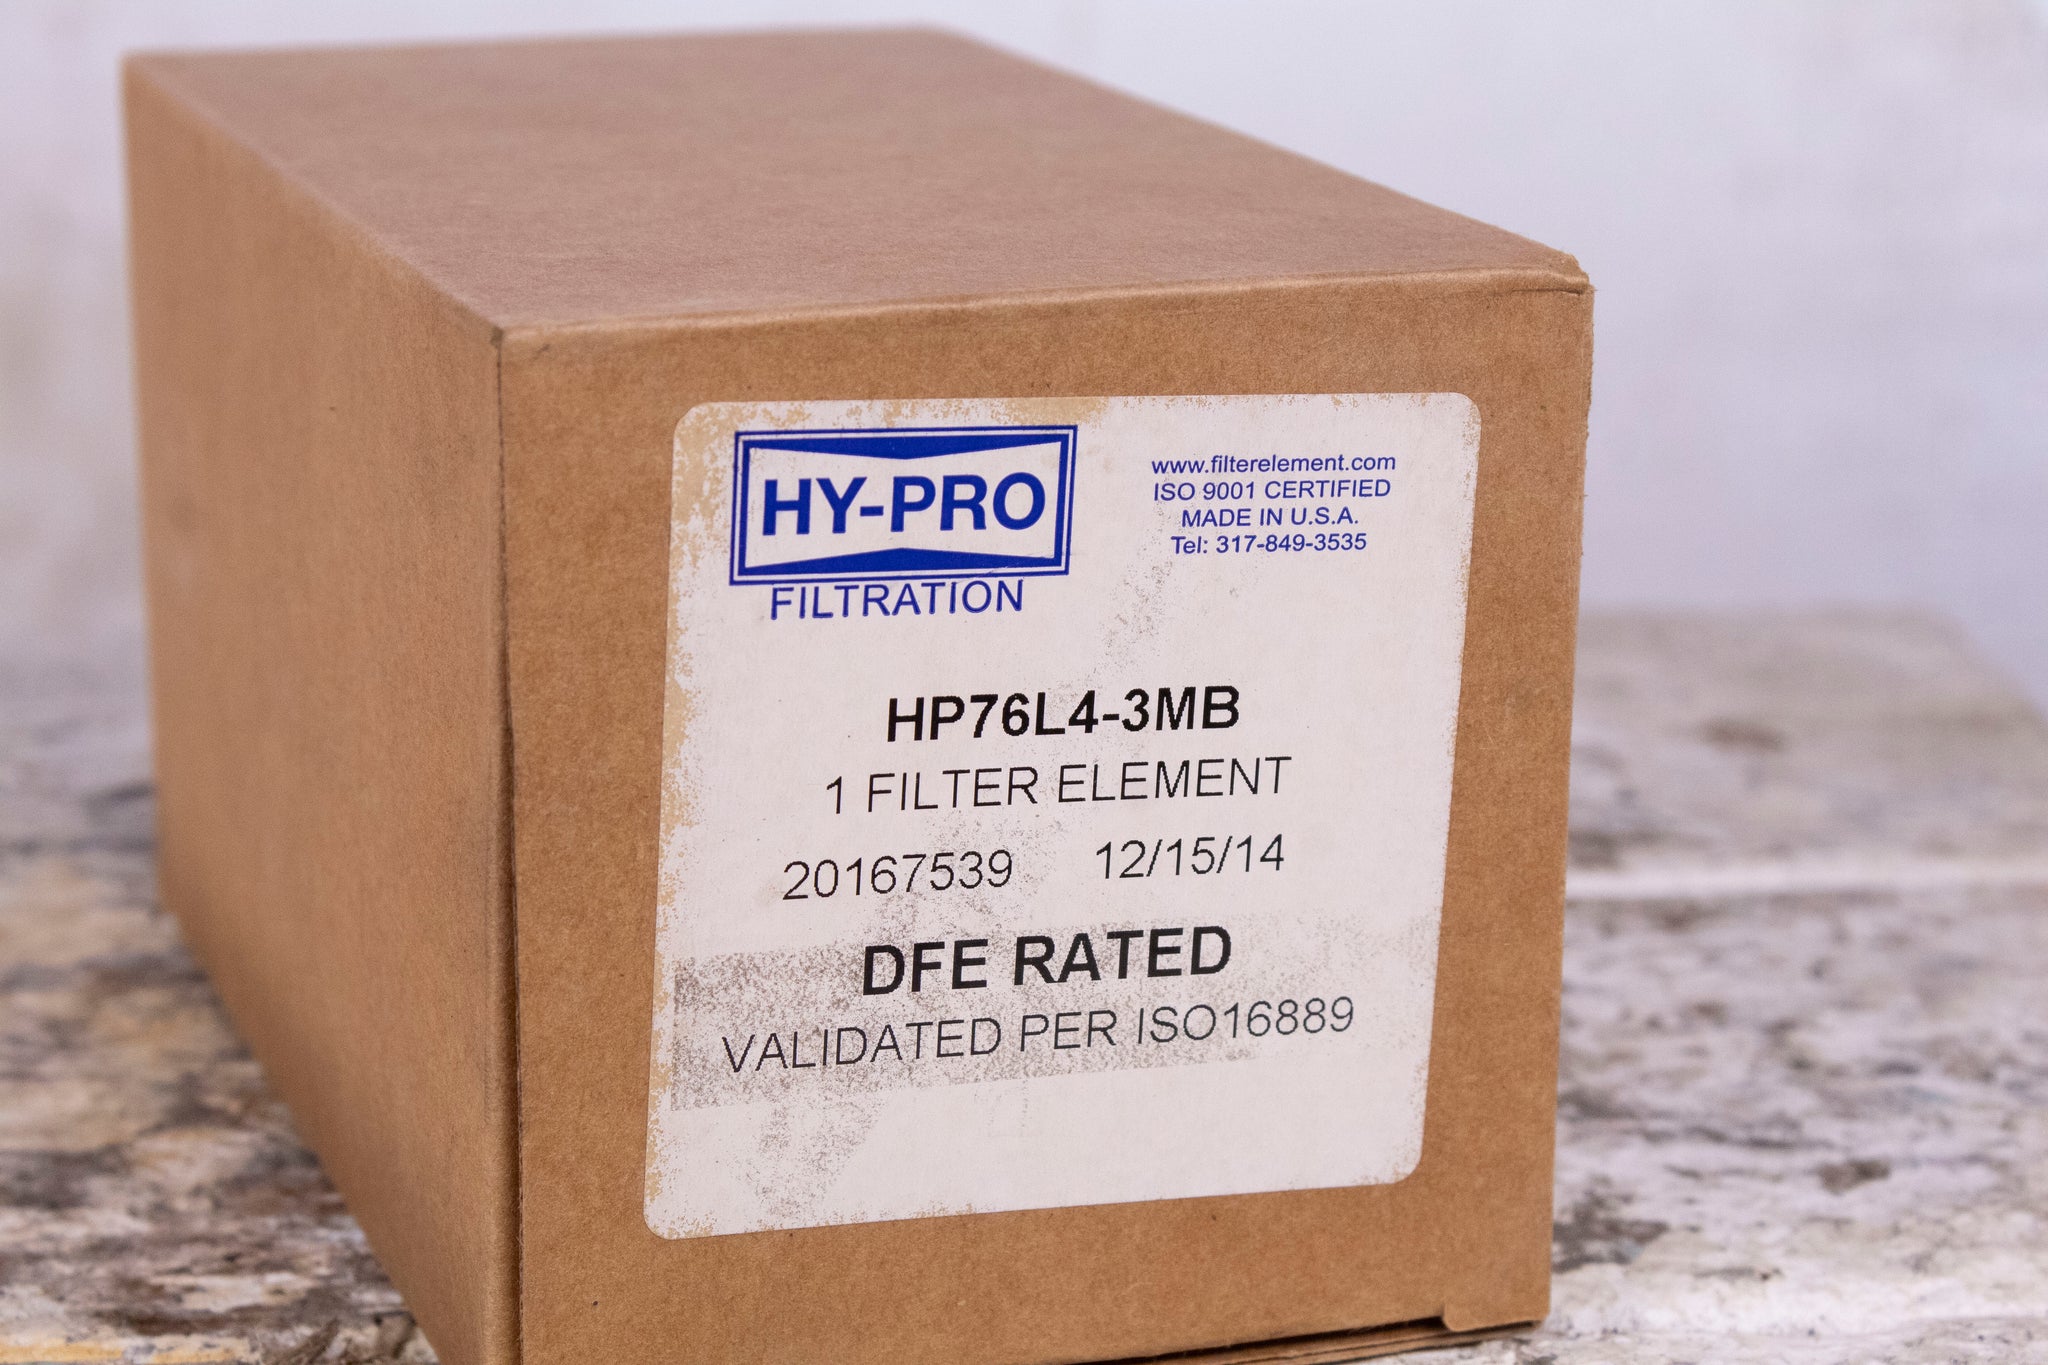 HY-PRO
FILTRATION
www.filterelement.com
ISO 9001 CERTIFIED
MADE IN U.S.A.
Tel: 317-849-3535
HP76L4-3MB
1 FILTER ELEMENT
20167539 12/15/14
DFE RATED
VALIDATED PER ISO16889